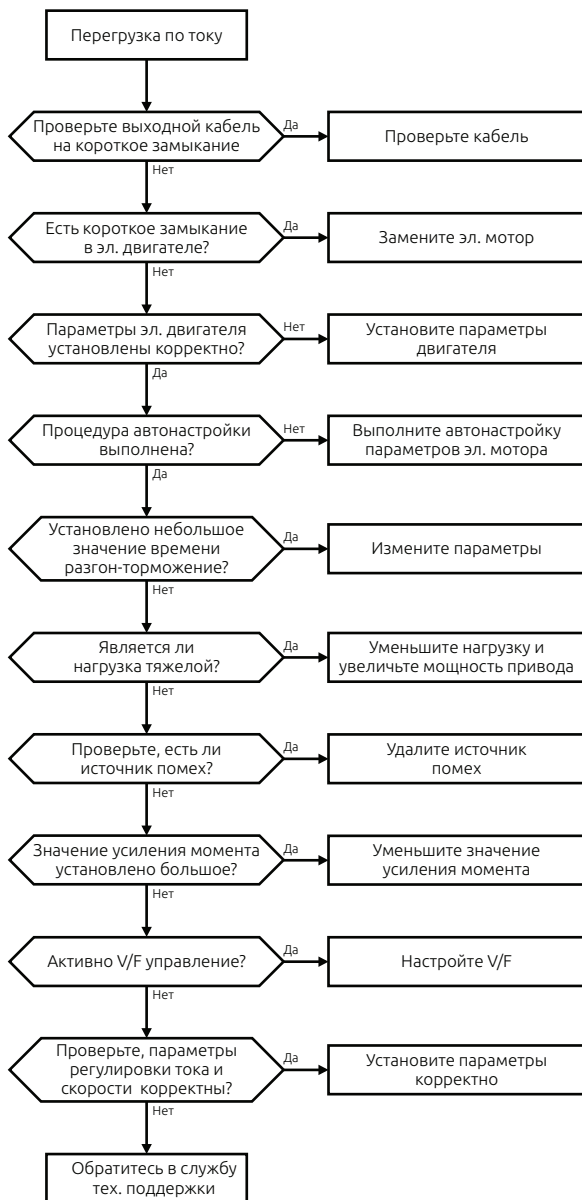 Перегрузка по току
Проверьте выходной кабель
на короткое замыкание
Да
Проверьте кабель
Нет
Есть короткое замыкание
в эл. двигателе?
Да
Замените эл. мотор
Нет
Параметры эл. двигателя
установлены корректно?
Нет
Установите параметры
двигателя
Да
Процедура автонастройки
выполнена?
Нет
Выполните автонастройку
параметров эл. мотора
Да
Установлено небольшое
значение времени
разгон-торможение?
Да
Измените параметры
Нет
Является ли
нагрузка тяжелой?
Да
Уменьшите нагрузку и
увеличьте мощность привода
Нет
Проверьте, есть ли
источник помех?
Да
Удалите источник
помех
Нет
Значение усиления момента
установлено большое?
Да
Уменьшите значение
усиления момента
Нет
Активно V/F управление?
Да
Настройте V/F
Нет
Проверьте, параметры
регулировки тока и
скорости корректны?
Да
Установите параметры
корректно
Нет
Обратитесь в службу
тех. поддержки